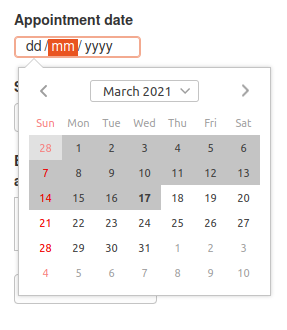 Appointment date
dd / mm / yyyy
March 2021
Sun Mon Tue Wed Thu Fri Sat
28 1 2 3 4 5 6
7 8 9 10 11 12 13
14 15 16 17 18 19 20
21 22 23 24 25 26 27
28 29 30 31 1 2 3
4 5 6 7 8 9 10